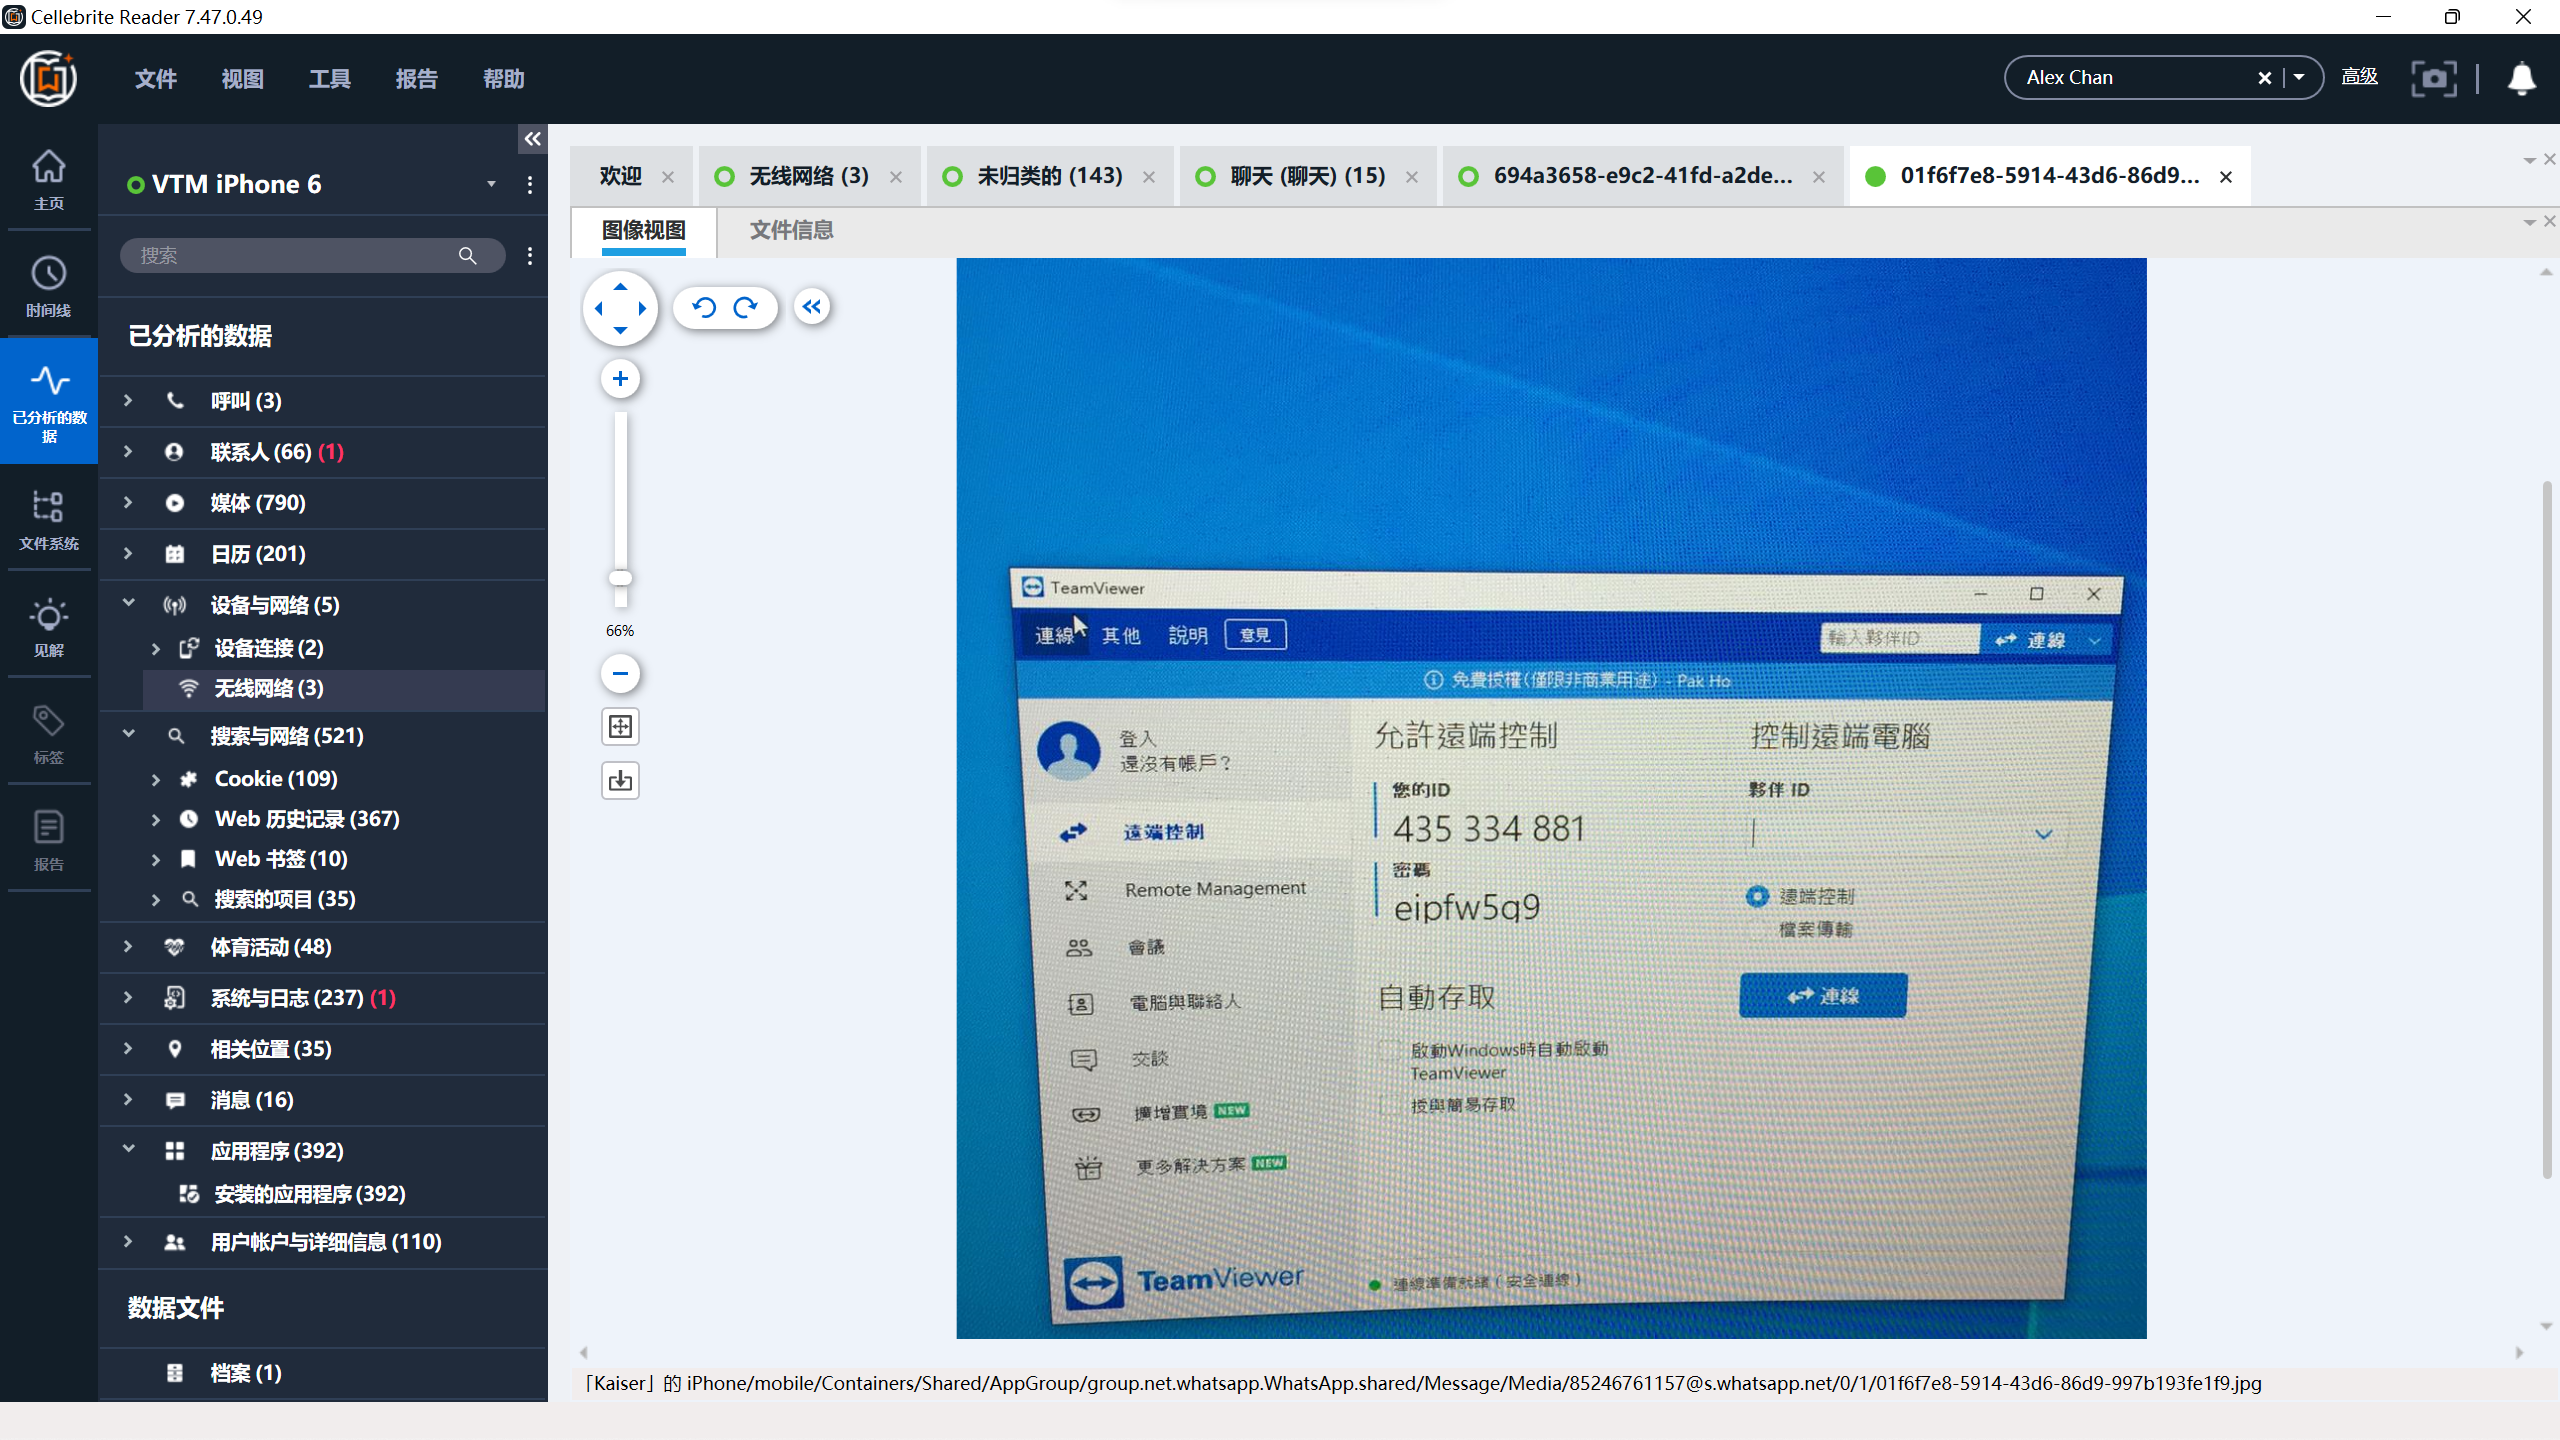 Cellebrite Reader 7.47.0.49
文件 视图 工具 报告 帮助
Alex Chan
高级
主页
时间线
已分析的数据
文件系统
见解
标签
报告
VTM iPhone 6
搜索
已分析的数据
呼叫 (3)
联系人 (66) (1)
媒体 (790)
日历 (201)
设备与网络 (5)
设备连接 (2)
无线网络 (3)
搜索与网络 (521)
Cookie (109)
Web 历史记录 (367)
Web 书签 (10)
搜索的项目 (35)
体育活动 (48)
系统与日志 (237) (1)
相关位置 (35)
消息 (16)
应用程序 (392)
安装的应用程序 (392)
用户帐户与详细信息 (110)
数据文件
档案 (1)
欢迎
无线网络 (3)
未归类的 (143)
聊天 (聊天) (15)
694a3658-e9c2-41fd-a2de...
01f6f7e8-5914-43d6-86d9...
图像视图
文件信息
66%
TeamViewer
連線 其他 說明 意見
輸入夥伴ID
連線
免費授權(僅限非商業用途) - Pak Ho
登入
還沒有帳戶？
遠端控制
Remote Management
會議
電腦與聯絡人
交談
擴增實境 NEW
更多解決方案 NEW
TeamViewer
允許遠端控制
您的ID
435 334 881
密碼
eipfw5q9
自動存取
啟動Windows時自動啟動
TeamViewer
授與簡易存取
控制遠端電腦
夥伴 ID
遠端控制
檔案傳輸
連線
連線準備就緒（安全連線）
「Kaiser」的 iPhone/mobile/Containers/Shared/AppGroup/group.net.whatsapp.WhatsApp.shared/Message/Media/85246761157@s.whatsapp.net/0/1/01f6f7e8-5914-43d6-86d9-997b193fe1f9.jpg